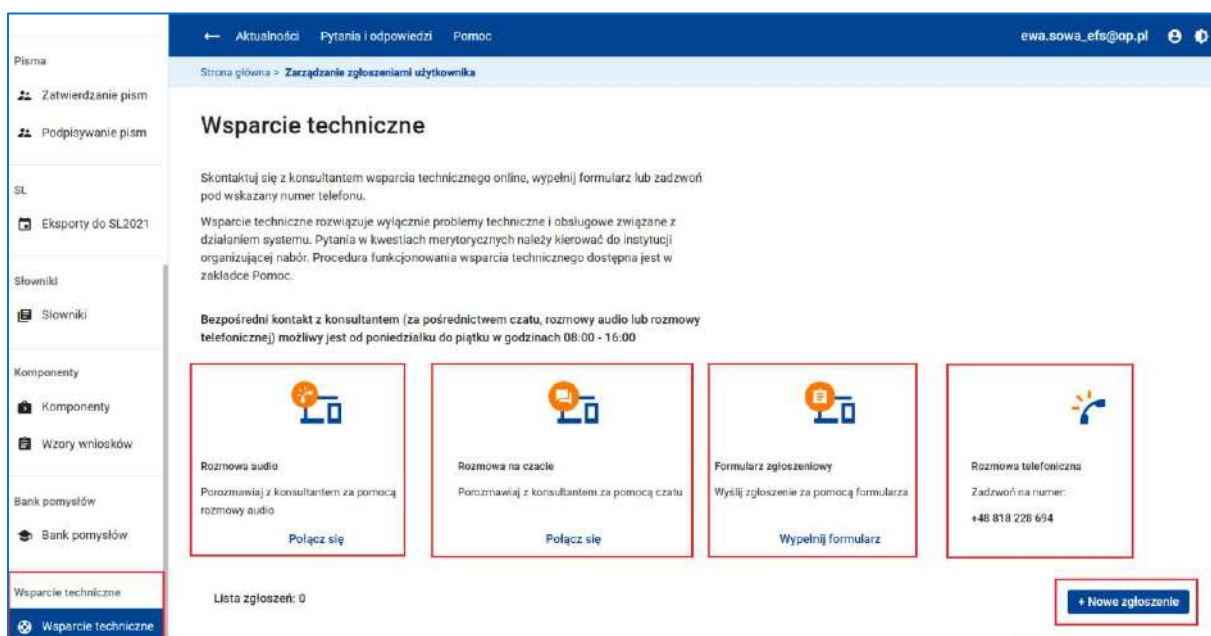 ← Aktualności Pytania i odpowiedzi Pomoc
ewa.sowa_efs@op.pl
Strona główna > Zarządzanie zgłoszeniami użytkownika
Pisma
Zatwierdzanie pism
Podpisywanie pism
SL
Eksporty do SL2021
Słowniki
Słowniki
Komponenty
Komponenty
Wzory wniosków
Bank pomysłów
Bank pomysłów
Wsparcie techniczne
Wsparcie techniczne
Wsparcie techniczne
Skontaktuj się z konsultantem wsparcia technicznego online, wypełnij formularz lub zadzwoń
pod wskazany numer telefonu.
Wsparcie techniczne rozwiązuje wyłącznie problemy techniczne i obsługowe związane z
działaniem systemu. Pytania w kwestiach merytorycznych należy kierować do instytucji
organizującej nabór. Procedura funkcjonowania wsparcia technicznego dostępna jest w
zakładce Pomoc.
Bezpośredni kontakt z konsultantem (za pośrednictwem czatu, rozmowy audio lub rozmowy
telefonicznej) możliwy jest od poniedziałku do piątku w godzinach 08:00 - 16:00
Rozmowa audio
Porozmawiaj z konsultantem za pomocą
rozmowy audio
Połącz się
Rozmowa na czacie
Porozmawiaj z konsultantem za pomocą czatu
Połącz się
Formularz zgłoszeniowy
Wyślij zgłoszenie za pomocą formularza
Wypełnij formularz
Rozmowa telefoniczna
Zadzwoń na numer:
+48 818 228 694
Lista zgłoszeń: 0
+ Nowe zgłoszenie